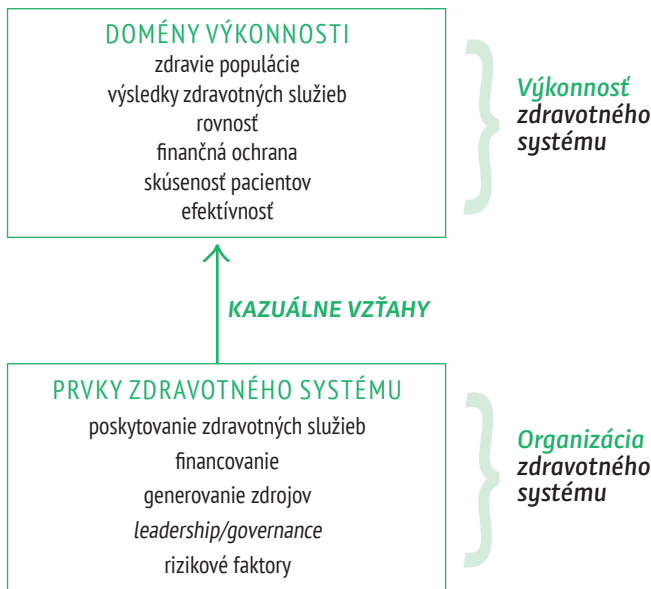 DOMÉNY VÝKONNOSTI
zdravie populácie
výsledky zdravotných služieb
rovnosť
finančná ochrana
skúsenosť pacientov
efektívnosť
Výkonnosť
zdravotného
systému
KAZUÁLNE VZŤAHY
PRVKY ZDRAVOTNÉHO SYSTÉMU
poskytovanie zdravotných služieb
financovanie
generovanie zdrojov
leadership/governance
rizikové faktory
Organizácia
zdravotného
systému